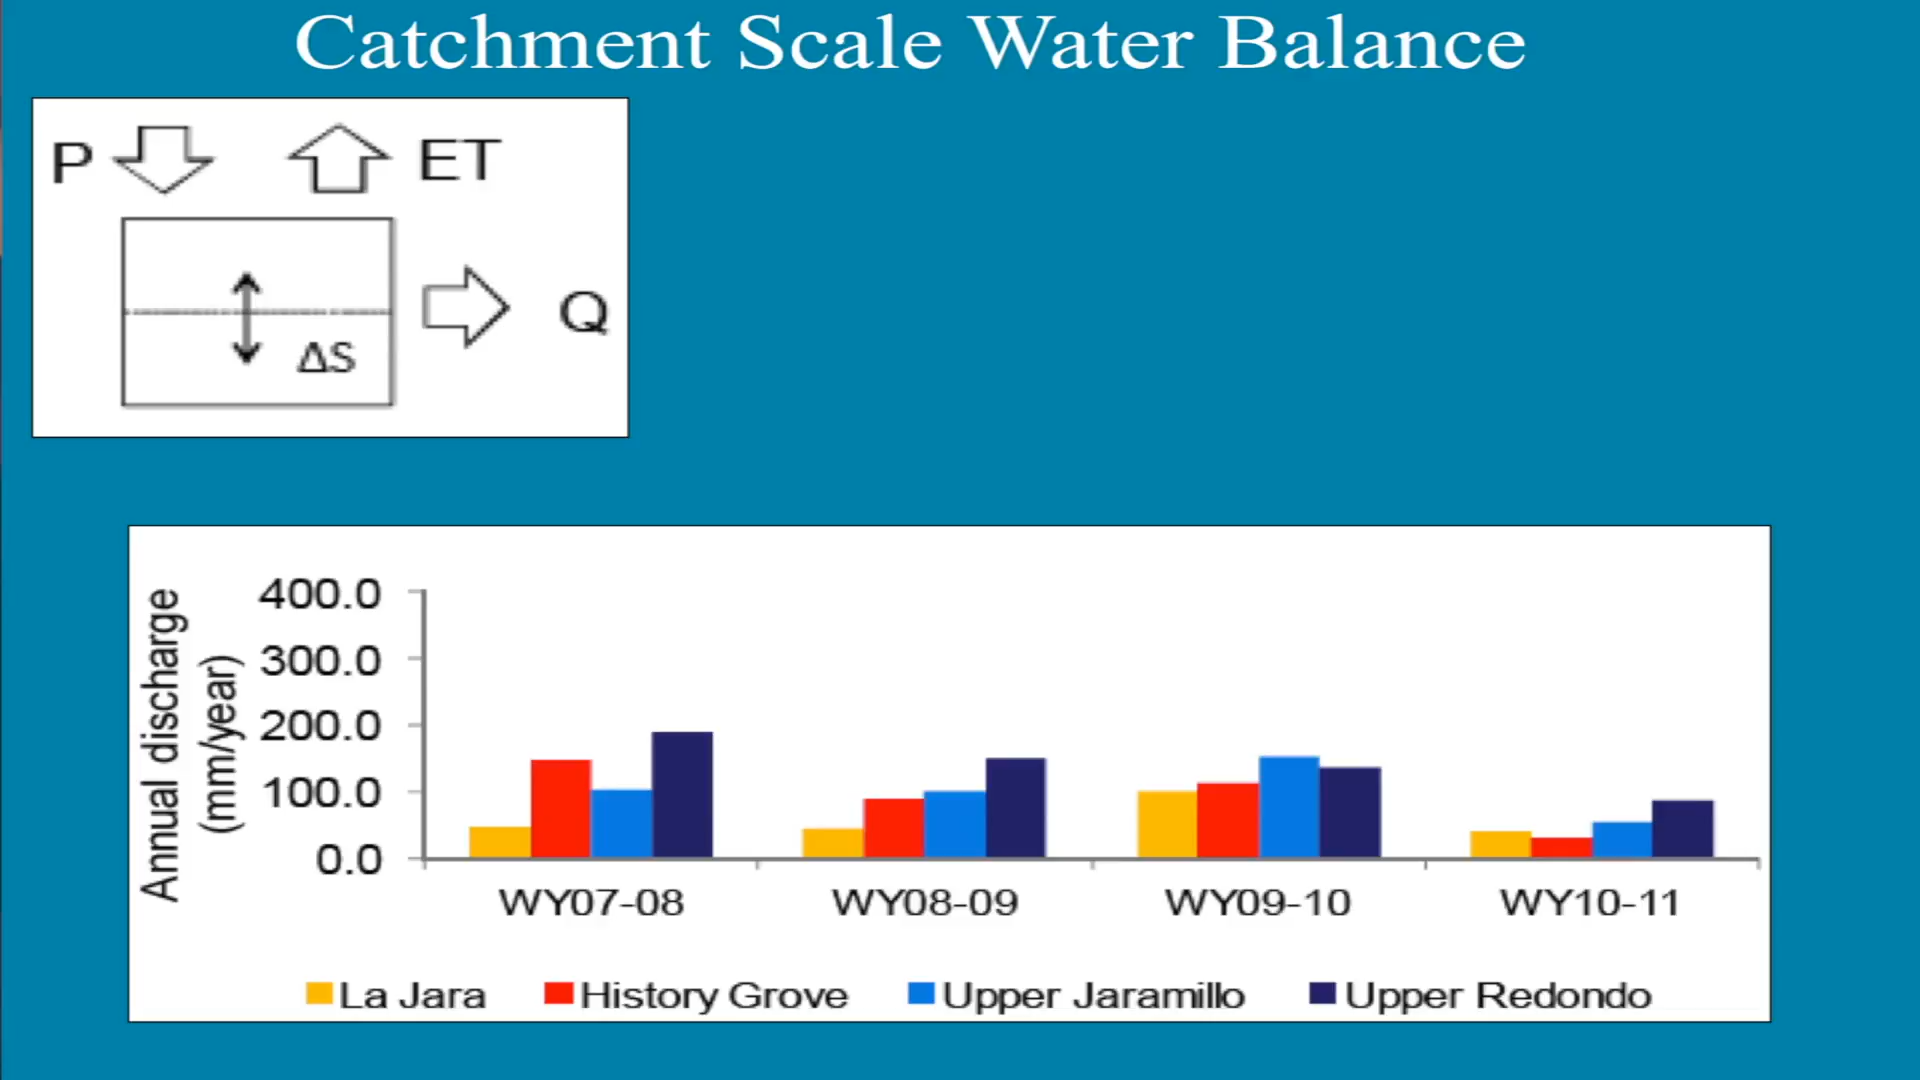 Catchment Scale Water Balance
P
ET
Q
ΔS
Annual discharge
(mm/year)
400.0
300.0
200.0
100.0
0.0
WY07-08 WY08-09 WY09-10 WY10-11
La Jara History Grove Upper Jaramillo Upper Redondo